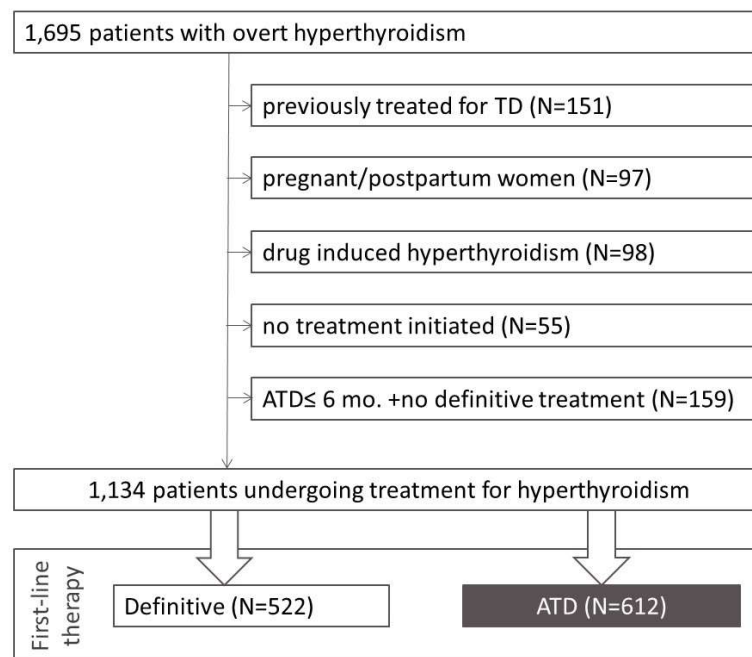 1,695 patients with overt hyperthyroidism
previously treated for TD (N=151)
pregnant/postpartum women (N=97)
drug induced hyperthyroidism (N=98)
no treatment initiated (N=55)
ATD≤ 6 mo. +no definitive treatment (N=159)
1,134 patients undergoing treatment for hyperthyroidism
First-line
therapy
Definitive (N=522)
ATD (N=612)